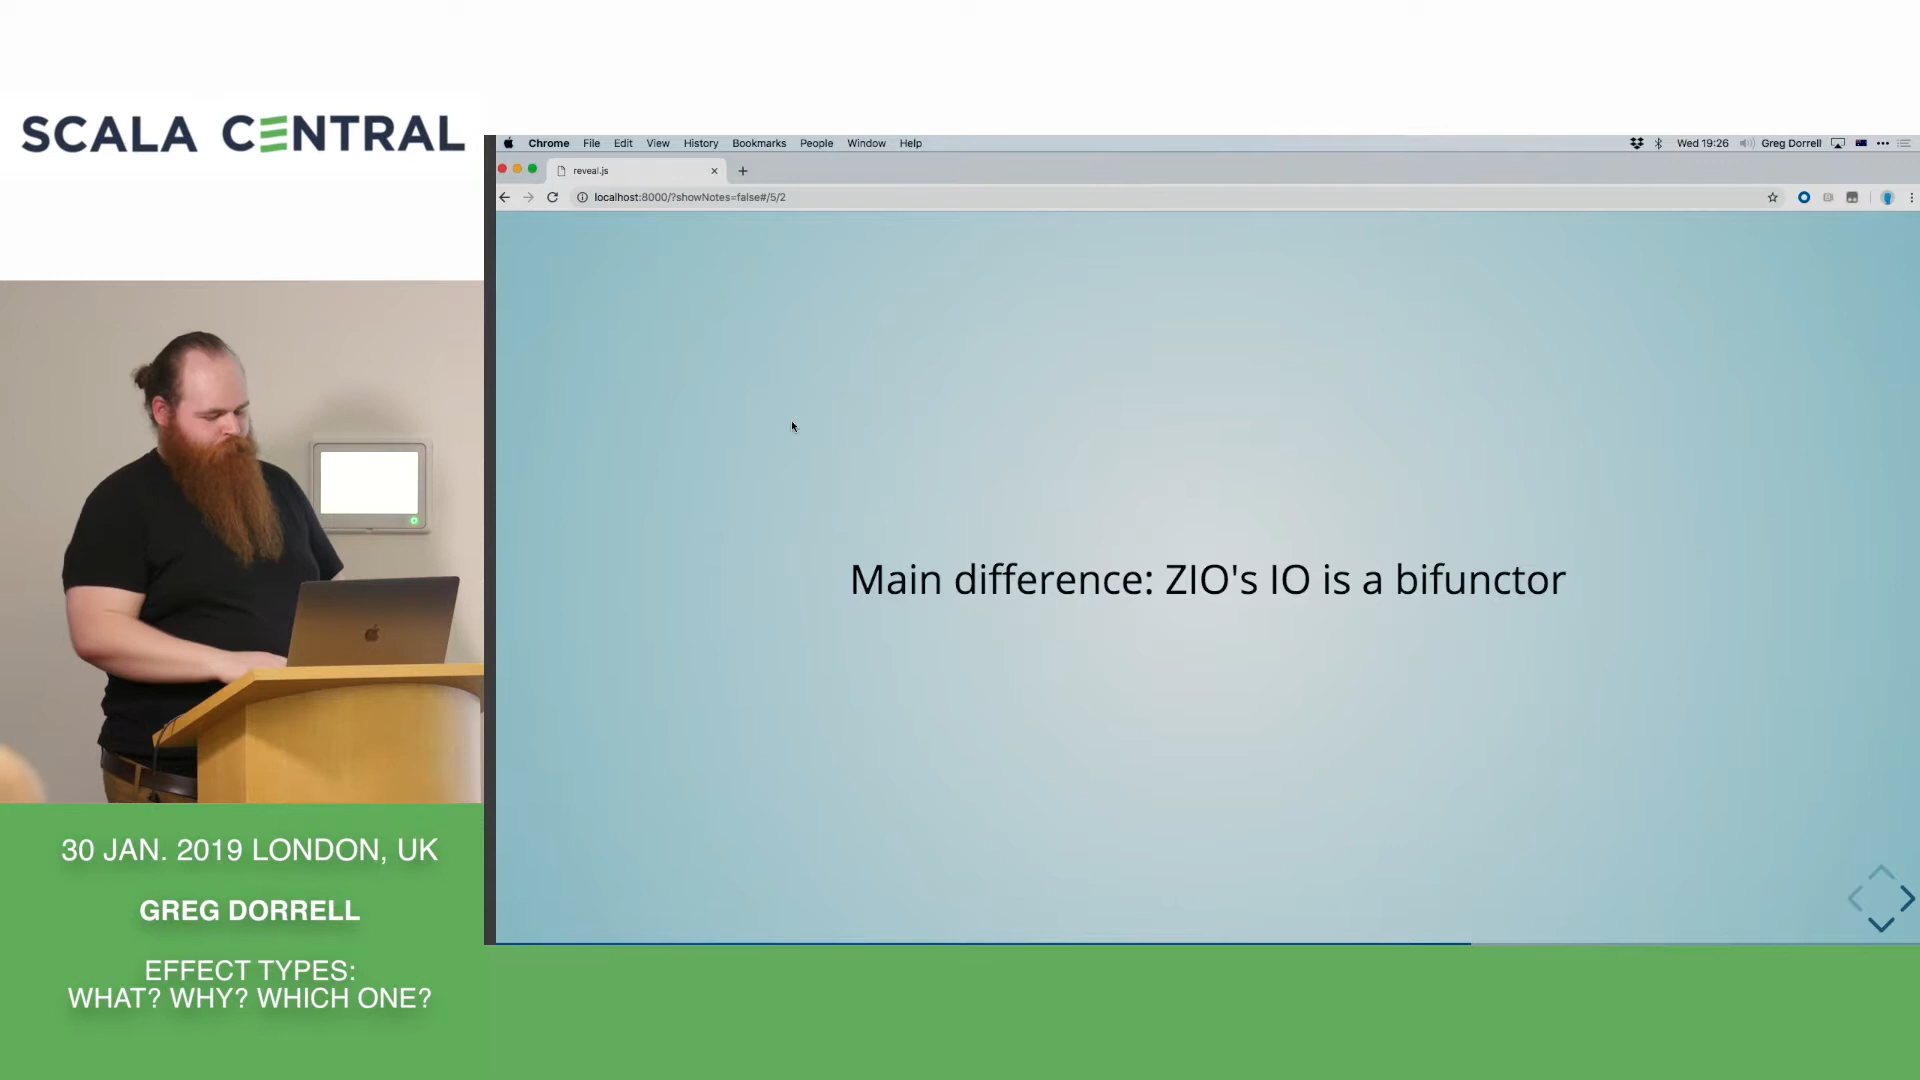 SCALA CENTRAL
Chrome File Edit View History Bookmarks People Window Help
Wed 19:26 Greg Dorrell
reveal.js
localhost:8000/?showNotes=false#/5/2
Main difference: ZIO's IO is a bifunctor
30 JAN. 2019 LONDON, UK
GREG DORRELL
EFFECT TYPES:
WHAT? WHY? WHICH ONE?